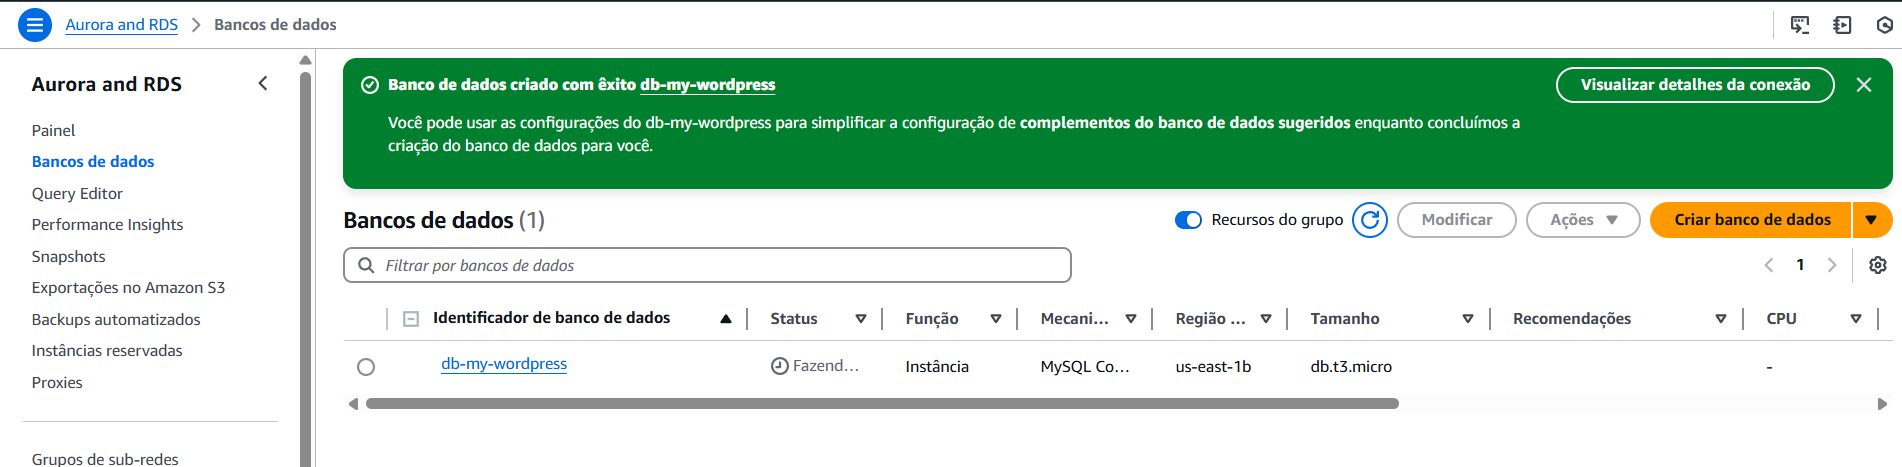 Aurora and RDS > Bancos de dados
Aurora and RDS
Painel
Bancos de dados
Query Editor
Performance Insights
Snapshots
Exportações no Amazon S3
Backups automatizados
Instâncias reservadas
Proxies
Grupos de sub-redes
Banco de dados criado com êxito db-my-wordpress
Visualizar detalhes da conexão
Você pode usar as configurações do db-my-wordpress para simplificar a configuração de complementos do banco de dados sugeridos enquanto concluímos a
criação do banco de dados para você.
Bancos de dados (1)
Recursos do grupo
Modificar
Ações
Criar banco de dados
Filtrar por bancos de dados
1
Identificador de banco de dados Status Função Mecani... Região ... Tamanho Recomendações CPU
db-my-wordpress Fazend... Instância MySQL Co... us-east-1b db.t3.micro -